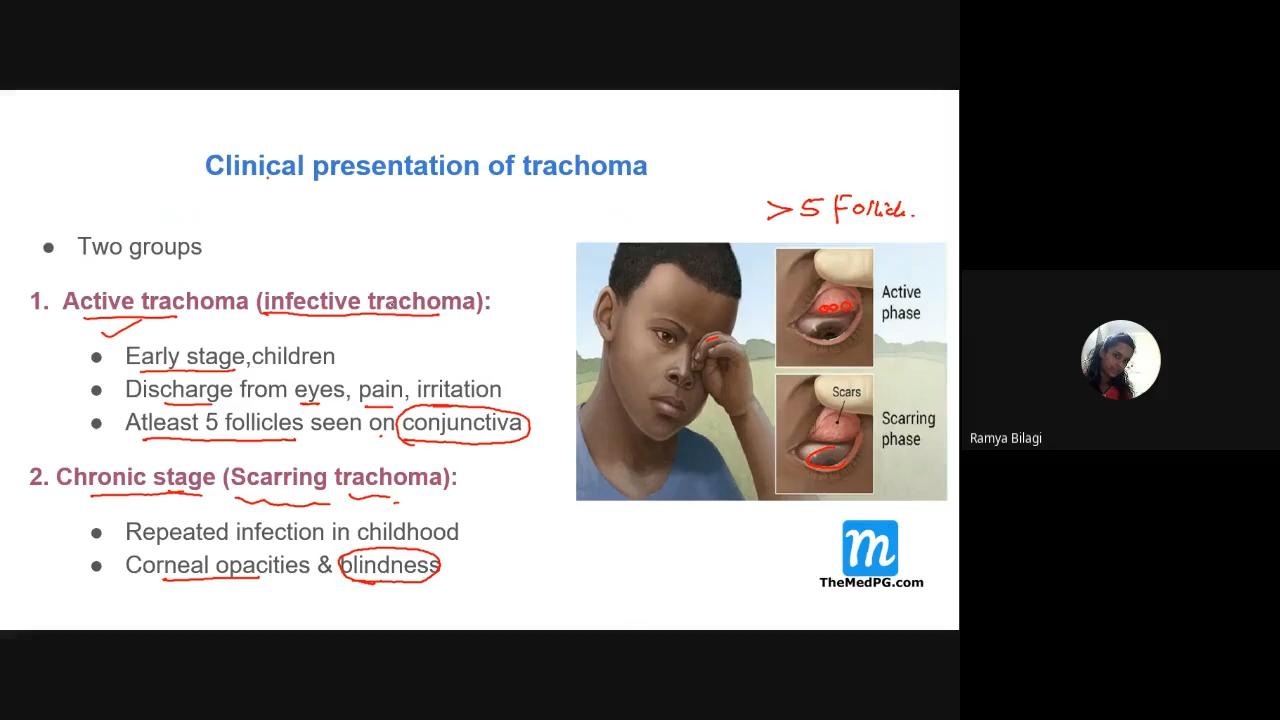 Clinical presentation of trachoma
> 5 Follicl.
● Two groups
1. Active trachoma (infective trachoma):
● Early stage,children
● Discharge from eyes, pain, irritation
● Atleast 5 follicles seen on conjunctiva
2. Chronic stage (Scarring trachoma):
● Repeated infection in childhood
● Corneal opacities & blindness
Active
phase
Scars
Scarring
phase
m
TheMedPG.com
Ramya Bilagi